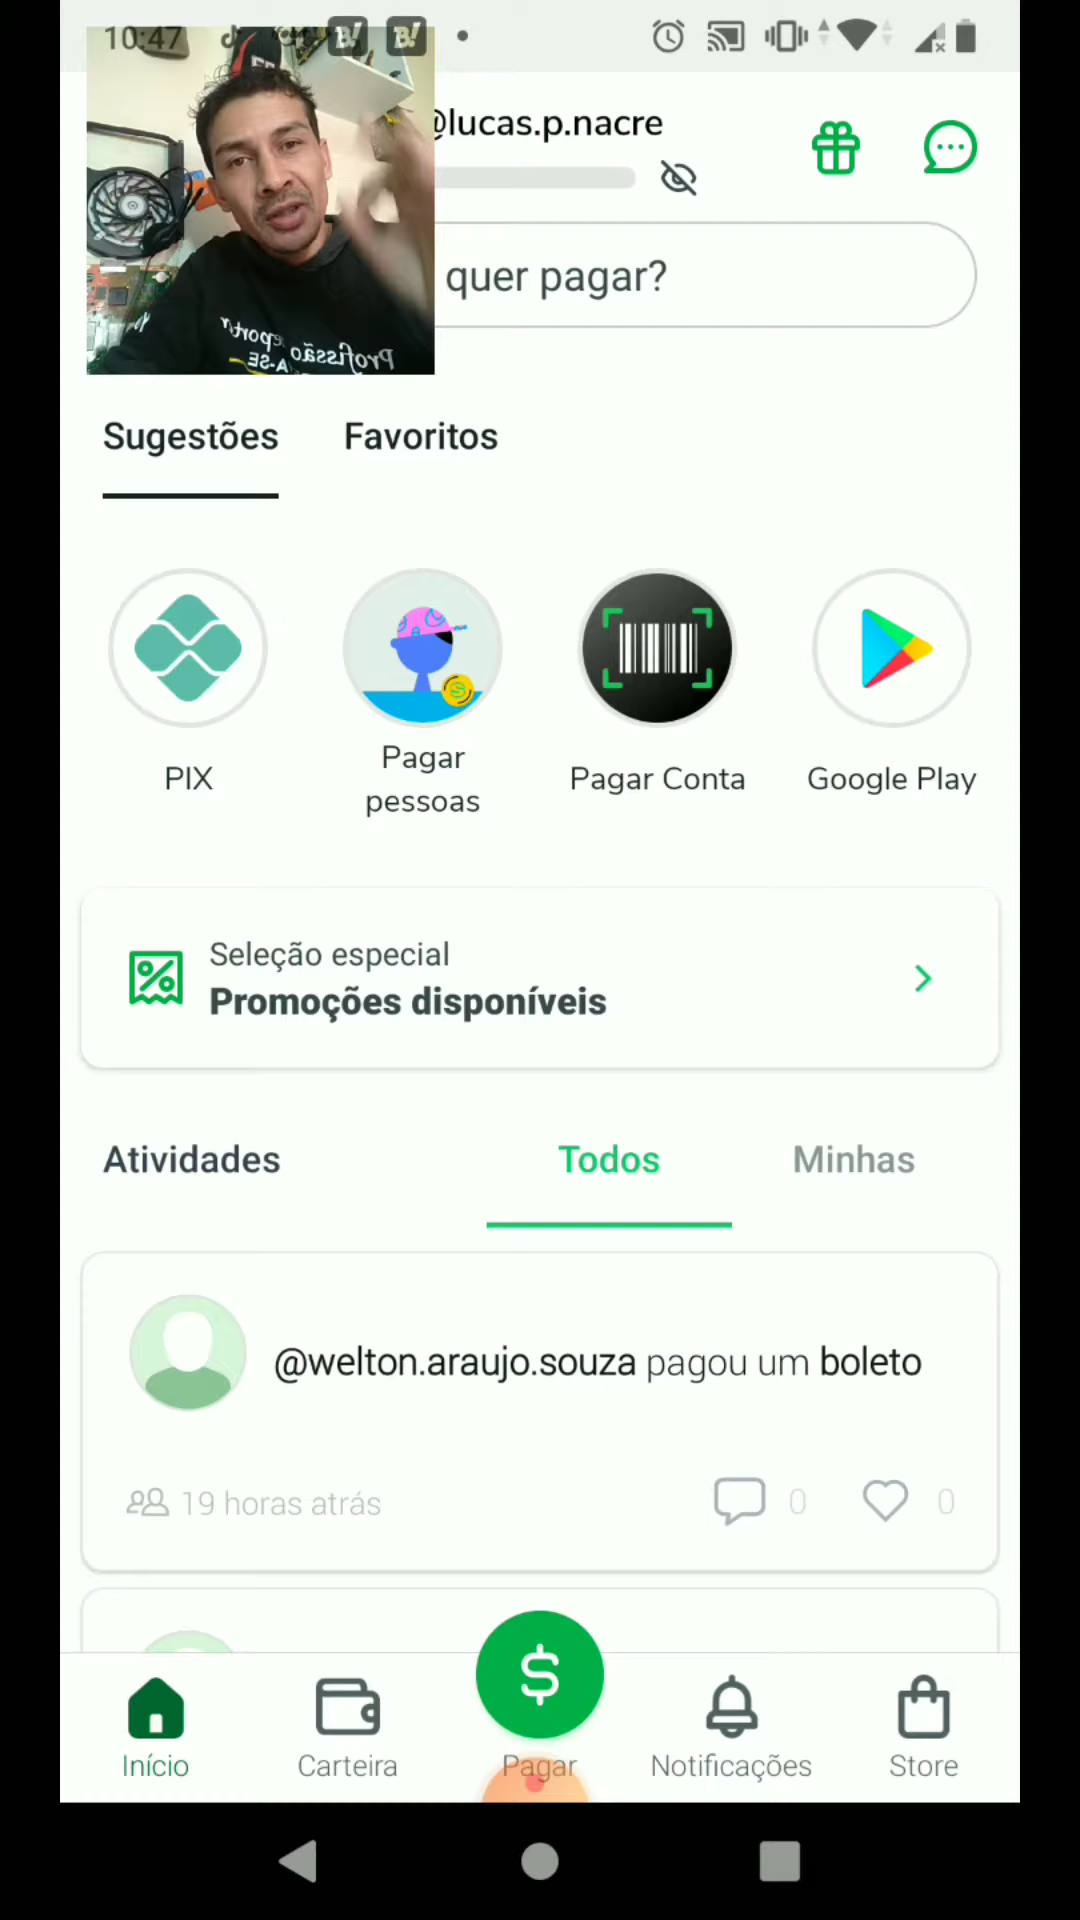 10:47
@lucas.p.nacre
quer pagar?
Profissão
Sugestões Favoritos
PIX
Pagar pessoas
Pagar Conta
Google Play
Seleção especial
Promoções disponíveis
Atividades Todos Minhas
@welton.araujo.souza pagou um boleto
19 horas atrás 0 0
Início Carteira Pagar Notificações Store